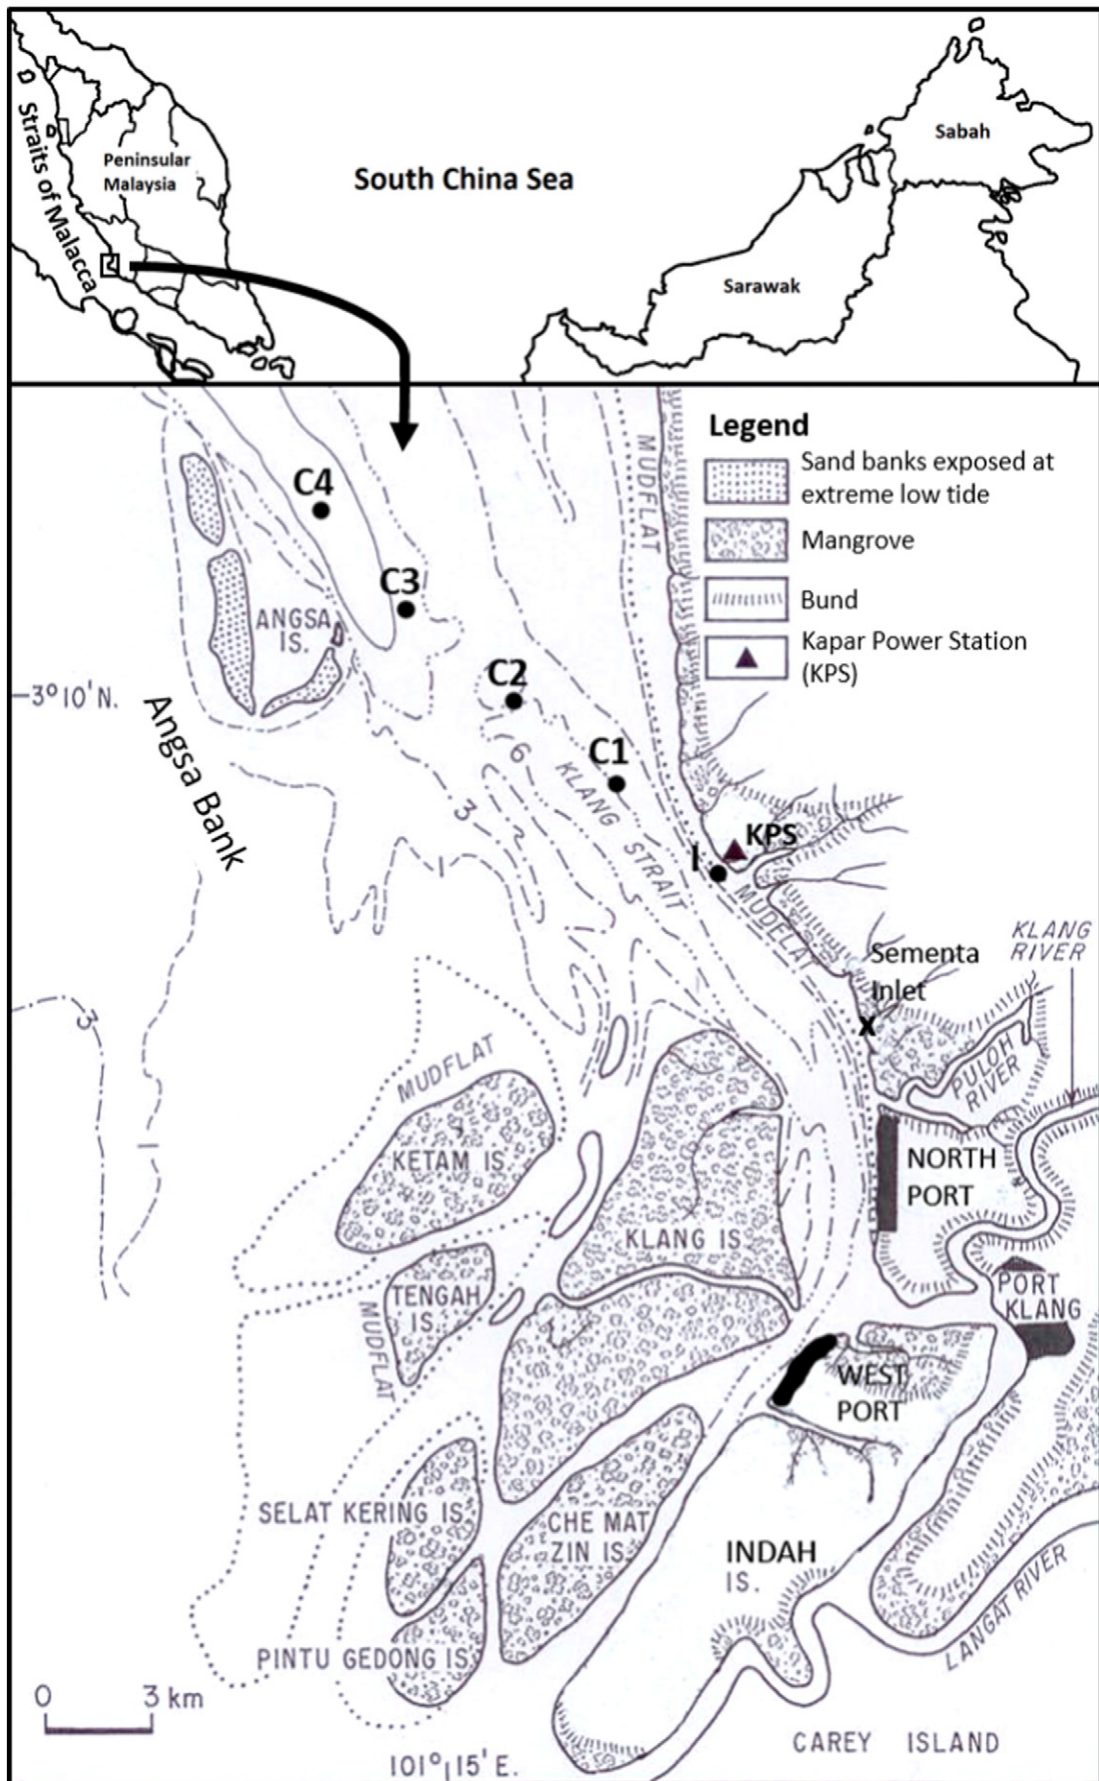 Straits of Malacca
Peninsular
Malaysia
South China Sea
Sabah
Sarawak
Legend
Sand banks exposed at
extreme low tide
Mangrove
Bund
Kapar Power Station
(KPS)
MUDFLAT
C4
C3
ANGSA
IS.
C2
3°10'N.
Angsa Bank
6
C1
KLANG STRAIT
3
1
KPS
I
MUDFLAT
KLANG
RIVER
Sementa
Inlet
X
3
MUDFLAT
PULOH
RIVER
1
KETAM IS.
NORTH
PORT
KLANG IS.
PORT
KLANG
TENGAH
IS.
MUDFLAT
WEST
PORT
SELAT KERING IS.
CHE MAT
ZIN IS.
INDAH
IS.
LANGAT RIVER
PINTU GEDONG IS.
0 3 km
101°15'E.
CAREY ISLAND